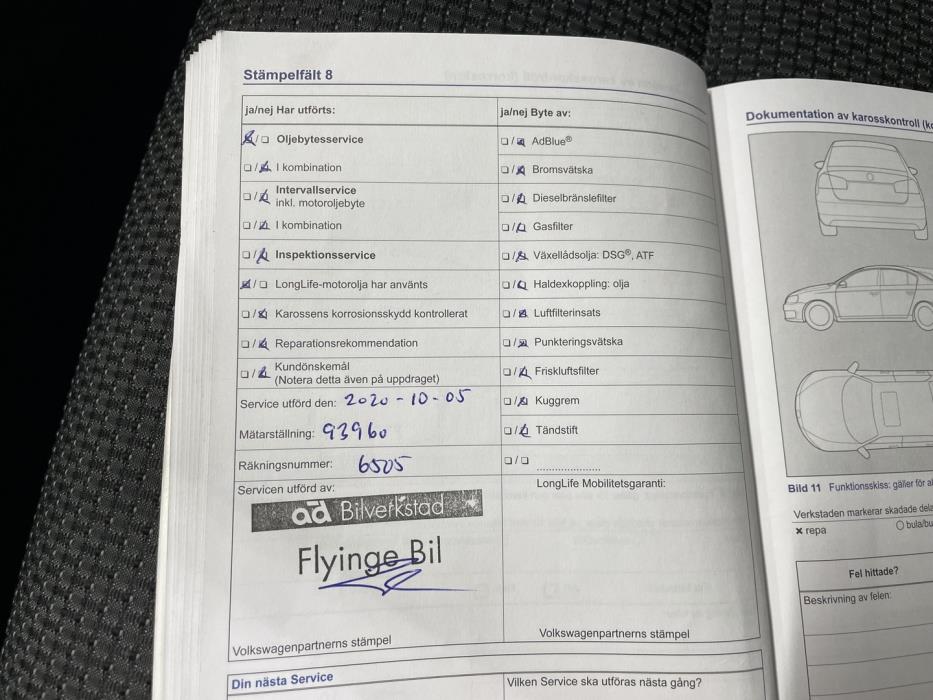 Stämpelfält 8
ja/nej Har utförts:
Oljebytesservice
I kombination
Intervallservice
inkl. motoroljebyte
I kombination
Inspektionsservice
LongLife-motorolja har använts
Karossens korrosionsskydd kontrollerat
Reparationsrekommendation
Kundönskemål
(Notera detta även på uppdraget)
Service utförd den: 2020-10-05
Mätarställning: 93960
Räkningsnummer: 6505
Servicen utförd av:
ad Bilverkstad
Flyinge Bil
Volkswagenpartnerns stämpel
ja/nej Byte av:
AdBlue®
Bromsvätska
Dieselbränslefilter
Gasfilter
Växellådsolja: DSG®, ATF
Haldexkoppling: olja
Luftfilterinsats
Punkteringsvätska
Friskluftsfilter
Kuggrem
Tändstift
LongLife Mobilitetsgaranti:
Volkswagenpartnerns stämpel
Din nästa Service
Vilken Service ska utföras nästa gång?
Dokumentation av karosskontroll
Bild 11 Funktionsskiss: gäller för
Verkstaden markerar skadade
x repa
Fel hittade?
Beskrivning av felen: